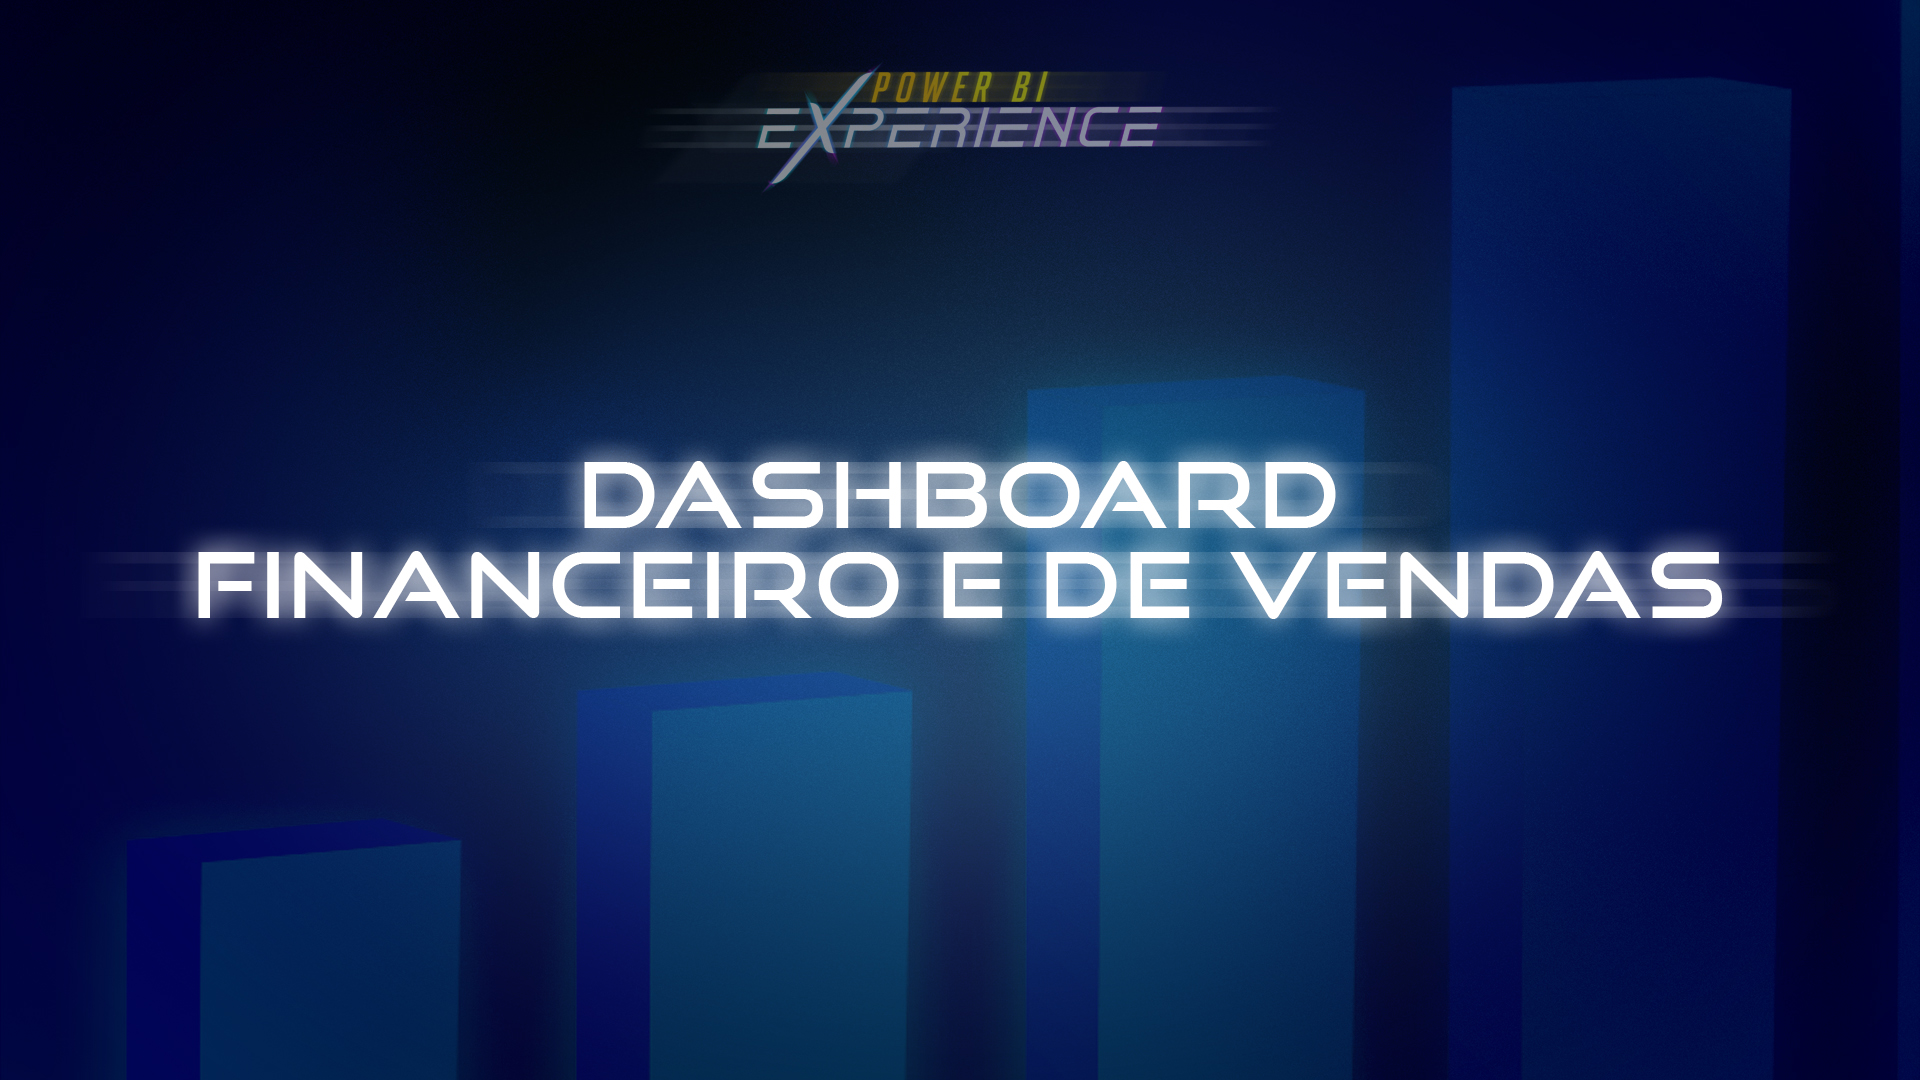 POWER BI
EXPERIENCE
DASHBOARD
FINANCEIRO E DE VENDAS